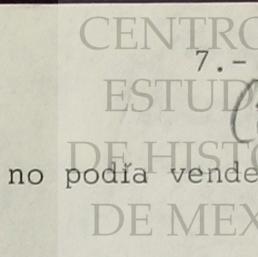 CENTRO
7.-
ESTUD
DE HISTO
no podía vende
DE MEX